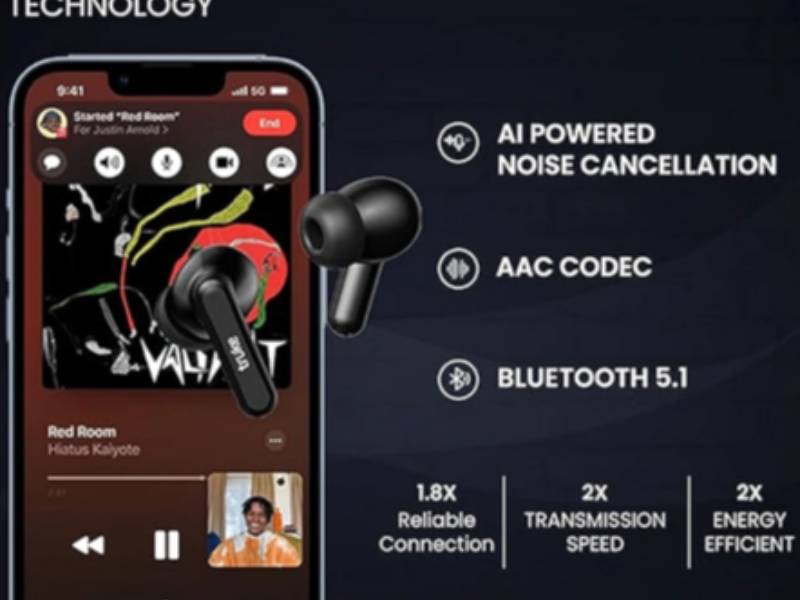 TECHNOLOGY
9:41
5G
Started "Red Room"
For Justin Arnold >
End
VALIANT
truke
Red Room
Hiatus Kaiyote
AI POWERED
NOISE CANCELLATION
AAC CODEC
BLUETOOTH 5.1
1.8X
Reliable
Connection
2X
TRANSMISSION
SPEED
2X
ENERGY
EFFICIENT